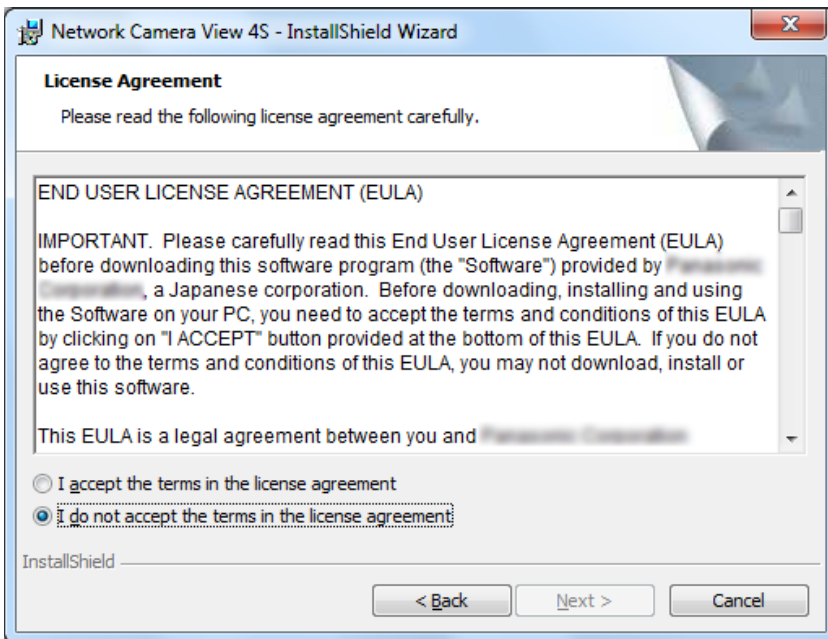 Network Camera View 4S - InstallShield Wizard
License Agreement
Please read the following license agreement carefully.
END USER LICENSE AGREEMENT (EULA)
IMPORTANT.  Please carefully read this End User License Agreement (EULA)
before downloading this software program (the "Software") provided by
, a Japanese corporation.  Before downloading, installing and using
the Software on your PC, you need to accept the terms and conditions of this EULA
by clicking on "I ACCEPT" button provided at the bottom of this EULA.  If you do not
agree to the terms and conditions of this EULA, you may not download, install or
use this software.
This EULA is a legal agreement between you and
I accept the terms in the license agreement
I do not accept the terms in the license agreement
InstallShield
< Back
Next >
Cancel